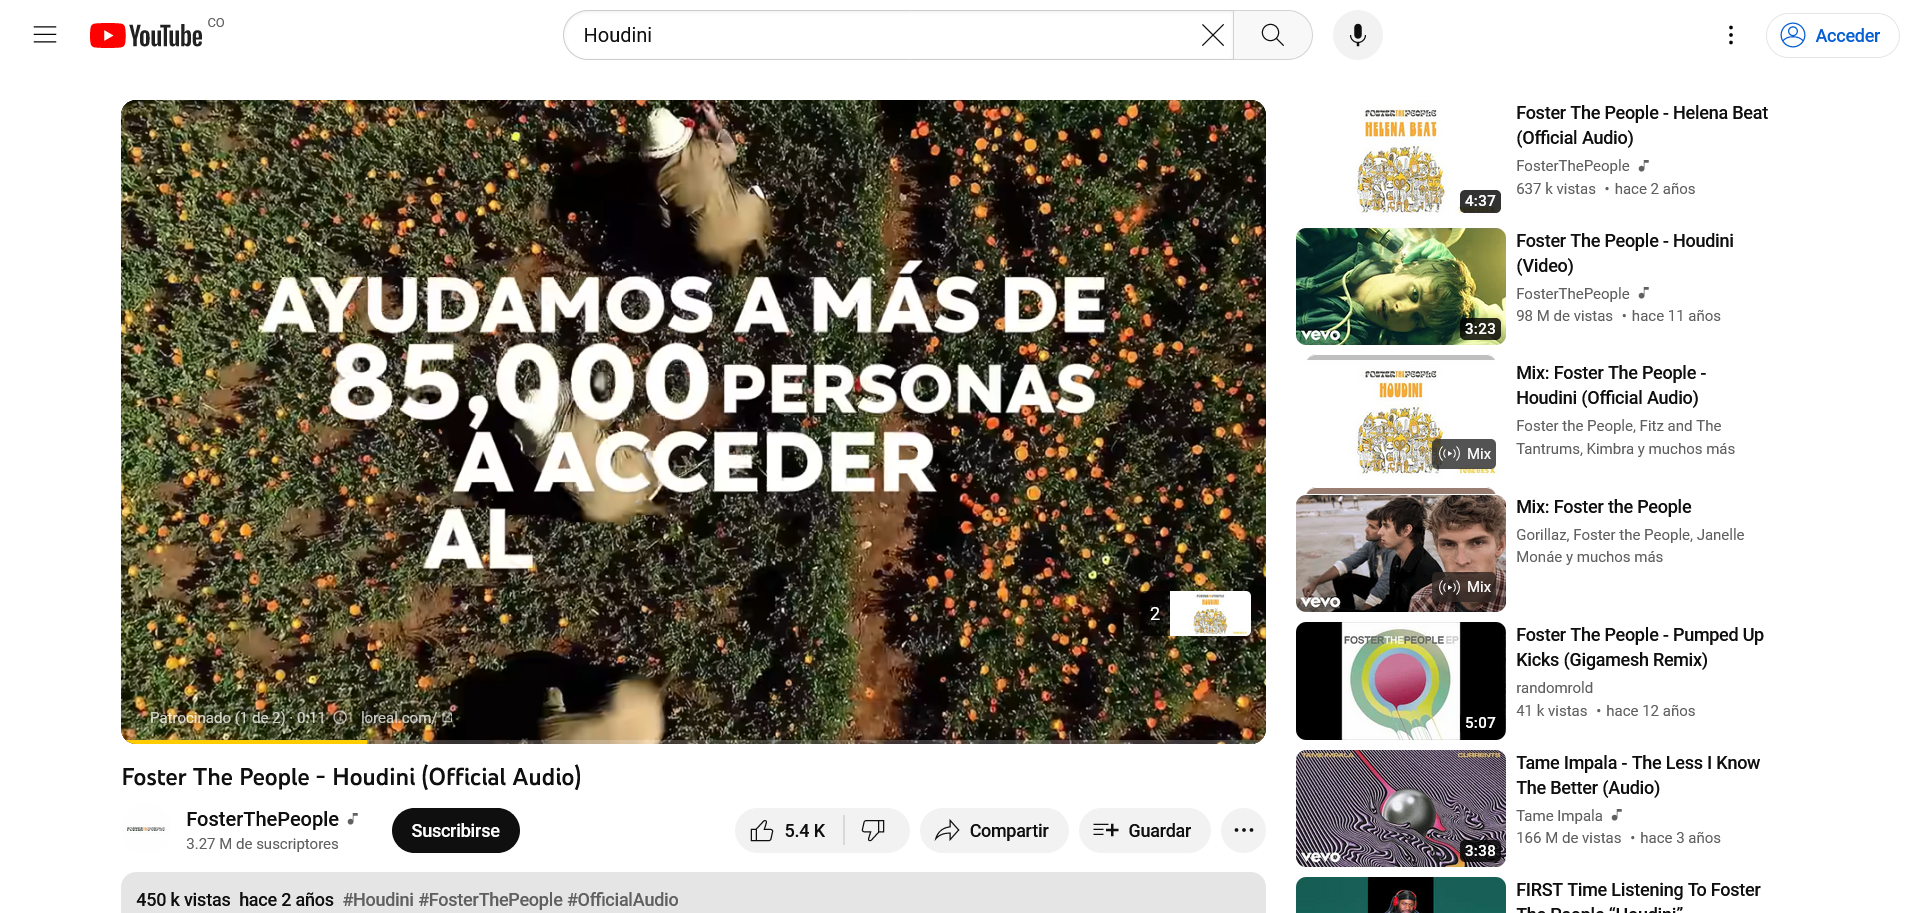 YouTube CO
Houdini
Acceder
AYUDAMOS A MÁS DE
85,000 PERSONAS
A ACCEDER
AL
2
HOUDINI
Patrocinado (1 de 2) · 0:11
loreal.com/
Foster The People - Houdini (Official Audio)
FosterThePeople
3.27 M de suscriptores
Suscribirse
5.4 K
Compartir
Guardar
450 k vistas hace 2 años #Houdini #FosterThePeople #OfficialAudio
FOSTER THE PEOPLE
HELENA BEAT
4:37
Foster The People - Helena Beat
(Official Audio)
FosterThePeople
637 k vistas • hace 2 años
vevo
3:23
Foster The People - Houdini
(Video)
FosterThePeople
98 M de vistas • hace 11 años
FOSTER THE PEOPLE
HOUDINI
Mix
Mix: Foster The People -
Houdini (Official Audio)
Foster the People, Fitz and The
Tantrums, Kimbra y muchos más
vevo
Mix
Mix: Foster the People
Gorillaz, Foster the People, Janelle
Monáe y muchos más
FOSTERTHEPEOPLE EP
5:07
Foster The People - Pumped Up
Kicks (Gigamesh Remix)
randomrold
41 k vistas • hace 12 años
TAME IMPALA
CURRENTS
vevo
3:38
Tame Impala - The Less I Know
The Better (Audio)
Tame Impala
166 M de vistas • hace 3 años
FIRST Time Listening To Foster
The People “Houdini”